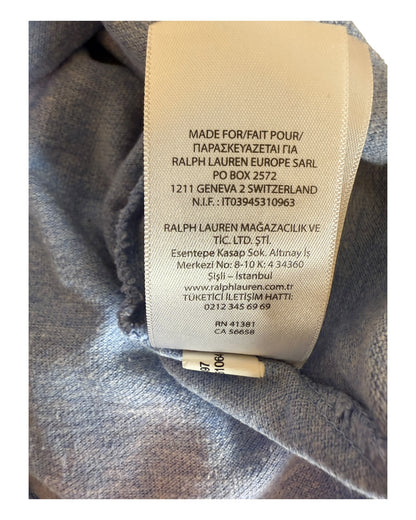 MADE FOR/FAIT POUR/
ΠΑΡΑΣΚΕΥΑΖΕΤΑΙ ΓΙΑ
RALPH LAUREN EUROPE SARL
PO BOX 2572
1211 GENEVA 2 SWITZERLAND
N.I.F. : IT03945310963
RALPH LAUREN MAĞAZACILIK VE
TİC. LTD. ŞTİ.
Esentepe Kasap Sok. Altınay İş
Merkezi No: 8-10 K: 4 34360
Şişli - İstanbul
www.ralphlauren.com.tr
TÜKETİCİ İLETİŞİM HATTI:
0212 345 69 69
RN 41381
CA 56658